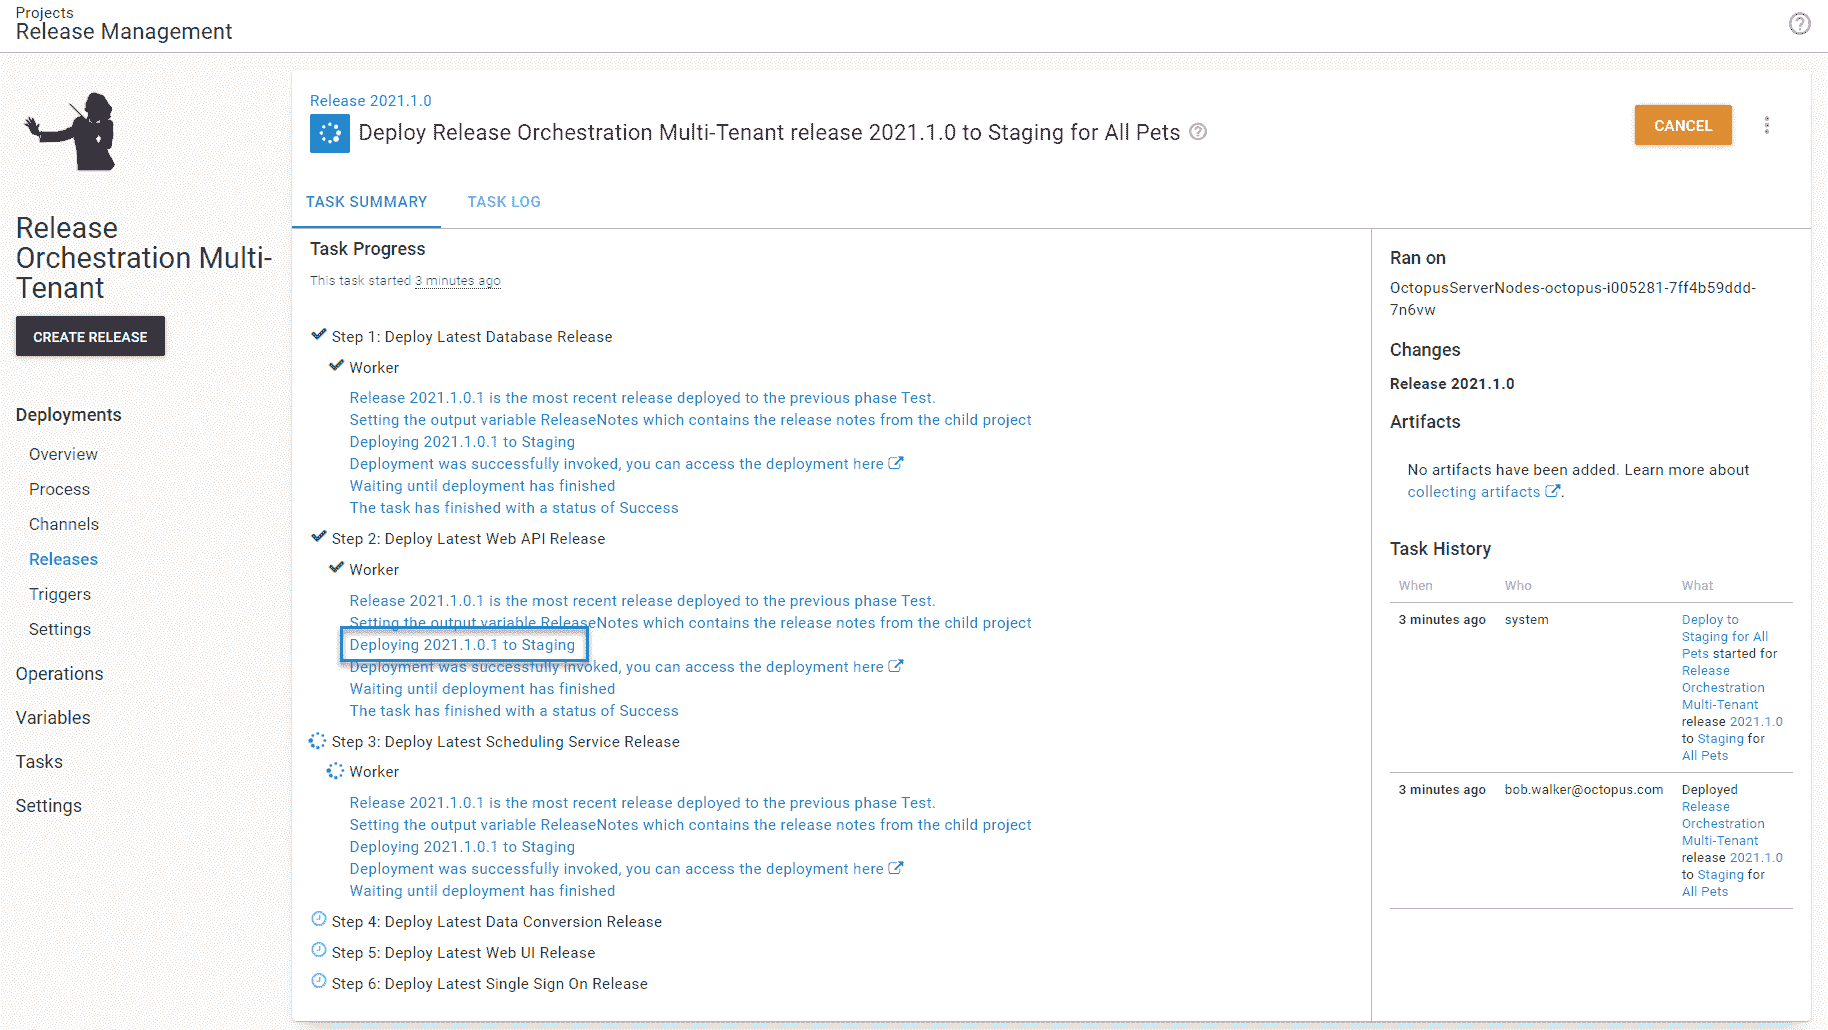 Projects
Release Management
Release
Orchestration Multi-
Tenant
CREATE RELEASE
Deployments
Overview
Process
Channels
Releases
Triggers
Settings
Operations
Variables
Tasks
Settings
Release 2021.1.0
Deploy Release Orchestration Multi-Tenant release 2021.1.0 to Staging for All Pets
CANCEL
TASK SUMMARY
TASK LOG
Task Progress
This task started 3 minutes ago
Step 1: Deploy Latest Database Release
Worker
Release 2021.1.0.1 is the most recent release deployed to the previous phase Test.
Setting the output variable ReleaseNotes which contains the release notes from the child project
Deploying 2021.1.0.1 to Staging
Deployment was successfully invoked, you can access the deployment here
Waiting until deployment has finished
The task has finished with a status of Success
Step 2: Deploy Latest Web API Release
Worker
Release 2021.1.0.1 is the most recent release deployed to the previous phase Test.
Setting the output variable ReleaseNotes which contains the release notes from the child project
Deploying 2021.1.0.1 to Staging
Deployment was successfully invoked, you can access the deployment here
Waiting until deployment has finished
The task has finished with a status of Success
Step 3: Deploy Latest Scheduling Service Release
Worker
Release 2021.1.0.1 is the most recent release deployed to the previous phase Test.
Setting the output variable ReleaseNotes which contains the release notes from the child project
Deploying 2021.1.0.1 to Staging
Deployment was successfully invoked, you can access the deployment here
Waiting until deployment has finished
Step 4: Deploy Latest Data Conversion Release
Step 5: Deploy Latest Web UI Release
Step 6: Deploy Latest Single Sign On Release
Ran on
OctopusServerNodes-octopus-i005281-7ff4b59ddd-
7n6vw
Changes
Release 2021.1.0
Artifacts
No artifacts have been added. Learn more about
collecting artifacts.
Task History
When Who What
3 minutes ago system Deploy to
Staging for All
Pets started for
Release
Orchestration
Multi-Tenant
release 2021.1.0
to Staging for
All Pets
3 minutes ago bob.walker@octopus.com Deployed
Release
Orchestration
Multi-Tenant
release 2021.1.0
to Staging for
All Pets